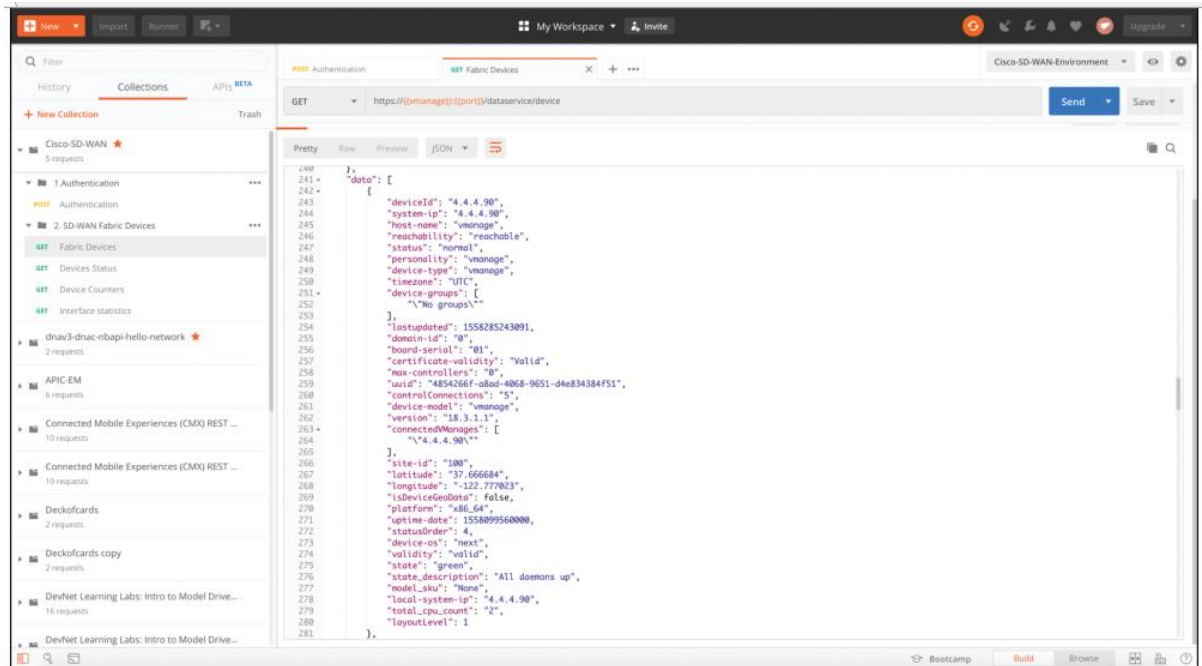 New
Import
Runner
My Workspace
Invite
Upgrade
Filter
History
Collections
APIs BETA
+ New Collection
Trash
Cisco-SD-WAN
5 requests
1.Authentication
POST Authentication
2. SD-WAN Fabric Devices
GET Fabric Devices
GET Devices Status
GET Device Counters
GET Interface statistics
dnav3-dnac-nbapi-hello-network
2 requests
APIC-EM
6 requests
Connected Mobile Experiences (CMX) REST ...
10 requests
Connected Mobile Experiences (CMX) REST ...
10 requests
Deckofcards
2 requests
Deckofcards copy
2 requests
DevNet Learning Labs: Intro to Model Drive...
16 requests
DevNet Learning Labs: Intro to Model Drive...
POST Authentication
GET Fabric Devices
Cisco-SD-WAN-Environment
GET
https://{{vmanage}}:{{port}}/dataservice/device
Send
Save
Pretty
Raw
Preview
JSON
240 },
241 "data": [
242 {
243 "deviceId": "4.4.4.90",
244 "system-ip": "4.4.4.90",
245 "host-name": "vmanage",
246 "reachability": "reachable",
247 "status": "normal",
248 "personality": "vmanage",
249 "device-type": "vmanage",
250 "timezone": "UTC",
251 "device-groups": [
252 "\"No groups\""
253 ],
254 "lastupdated": 1558285243091,
255 "domain-id": "0",
256 "board-serial": "01",
257 "certificate-validity": "Valid",
258 "max-controllers": "0",
259 "uuid": "4854266f-a8ad-4068-9651-d4e834384f51",
260 "controlConnections": "5",
261 "device-model": "vmanage",
262 "version": "18.3.1.1",
263 "connectedVManages": [
264 "\"4.4.4.90\""
265 ],
266 "site-id": "100",
267 "latitude": "37.666684",
268 "longitude": "-122.777023",
269 "isDeviceGeoData": false,
270 "platform": "x86_64",
271 "uptime-date": 1558099560000,
272 "statusOrder": 4,
273 "device-os": "next",
274 "validity": "valid",
275 "state": "green",
276 "state_description": "All daemons up",
277 "model_sku": "None",
278 "local-system-ip": "4.4.4.90",
279 "total_cpu_count": "2",
280 "layoutLevel": 1
281 },
Bootcamp
Build
Browse